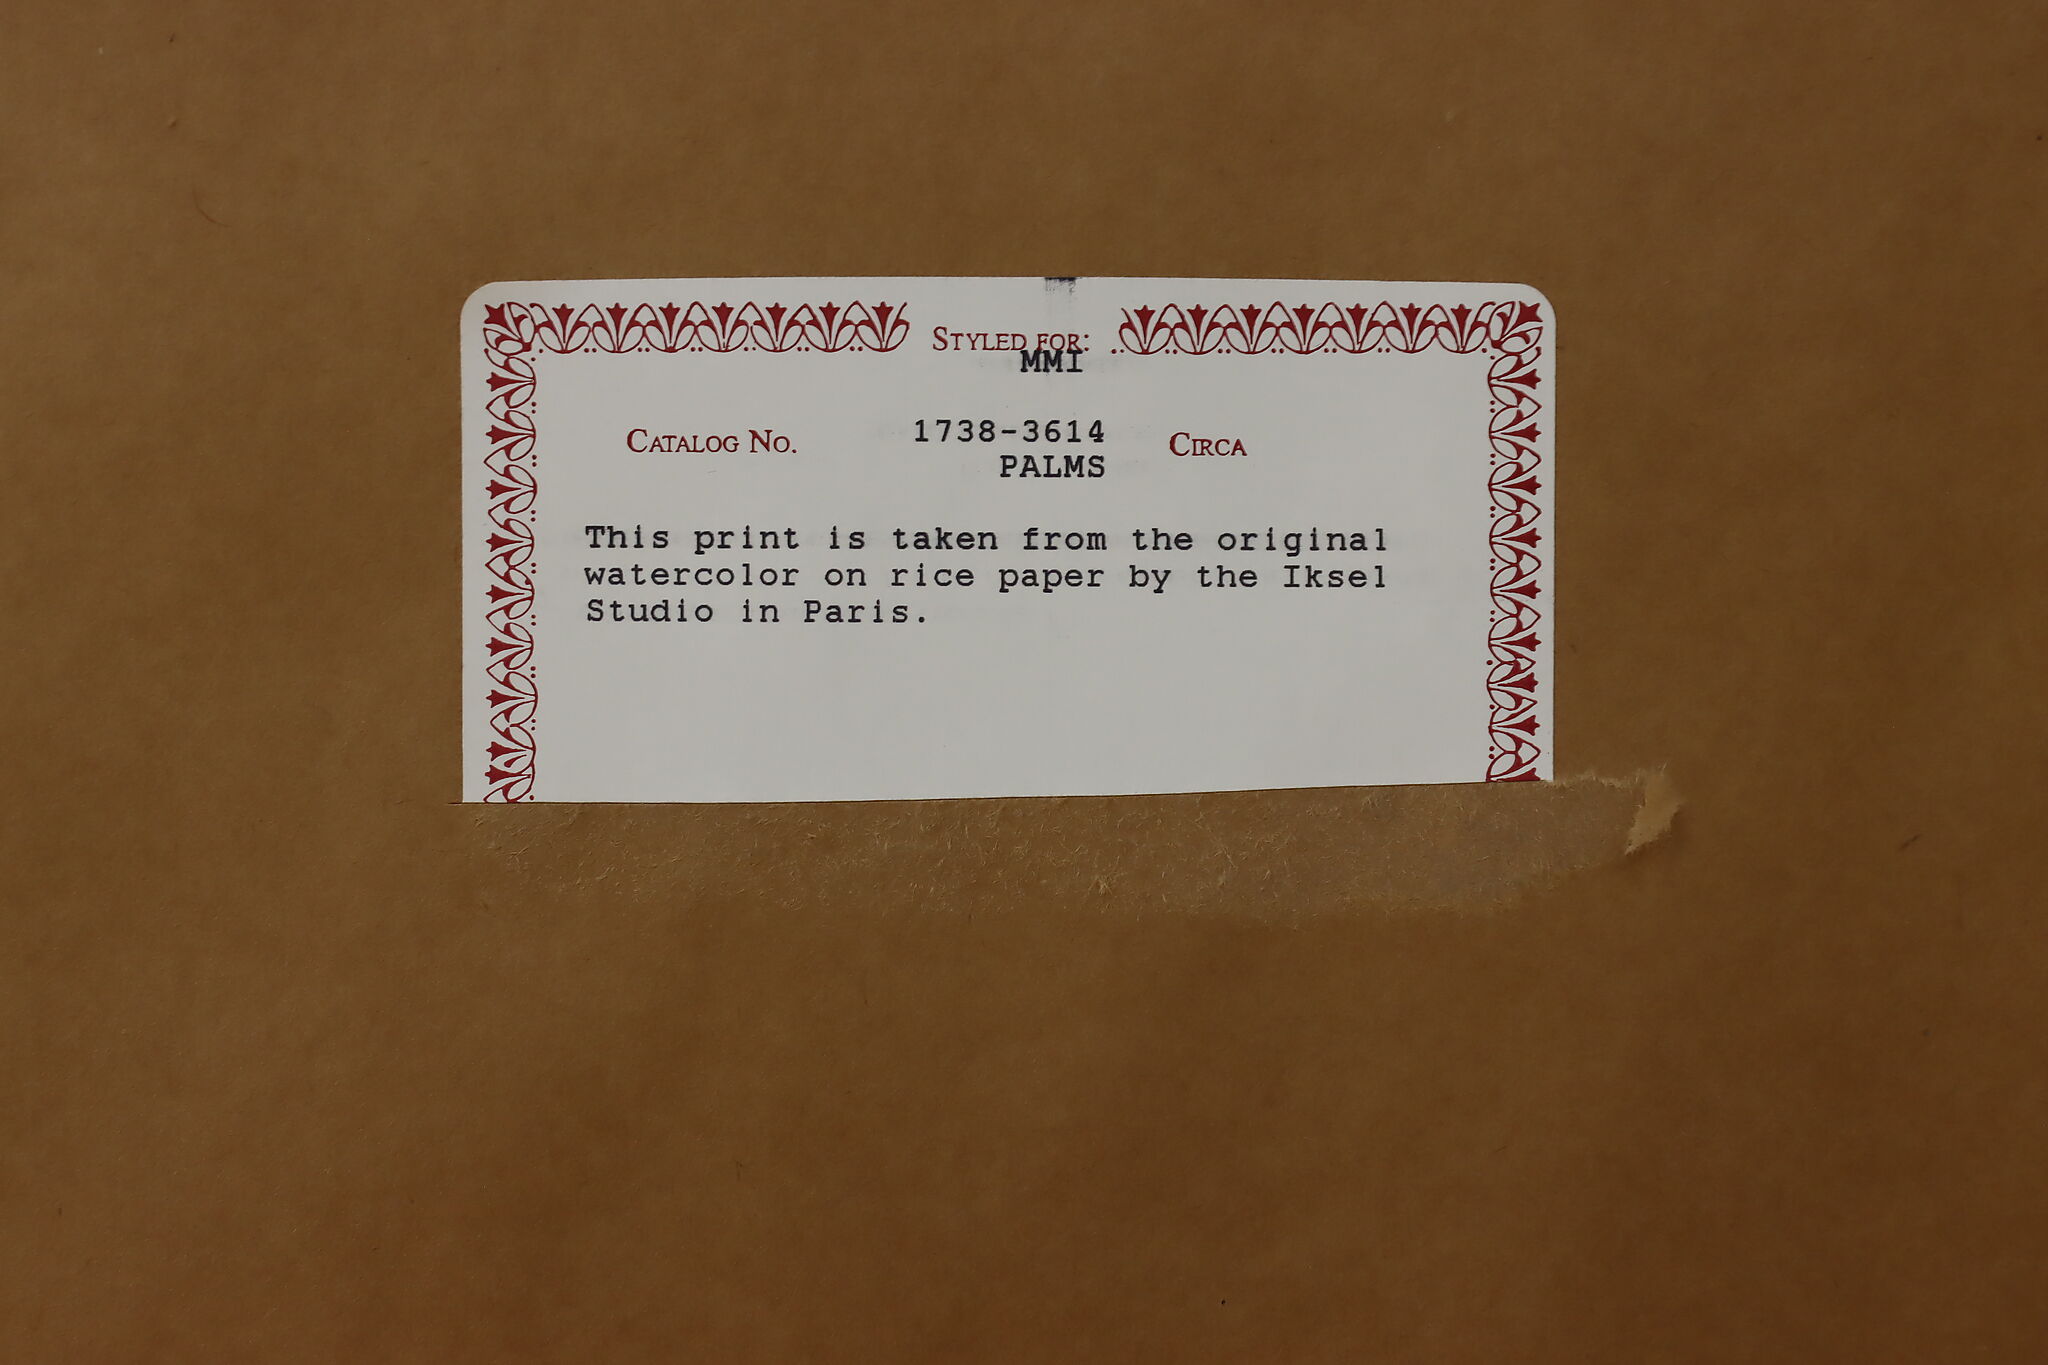 STYLED FOR:
MMI
CATALOG NO. 1738-3614 CIRCA
PALMS
This print is taken from the original
watercolor on rice paper by the Iksel
Studio in Paris.